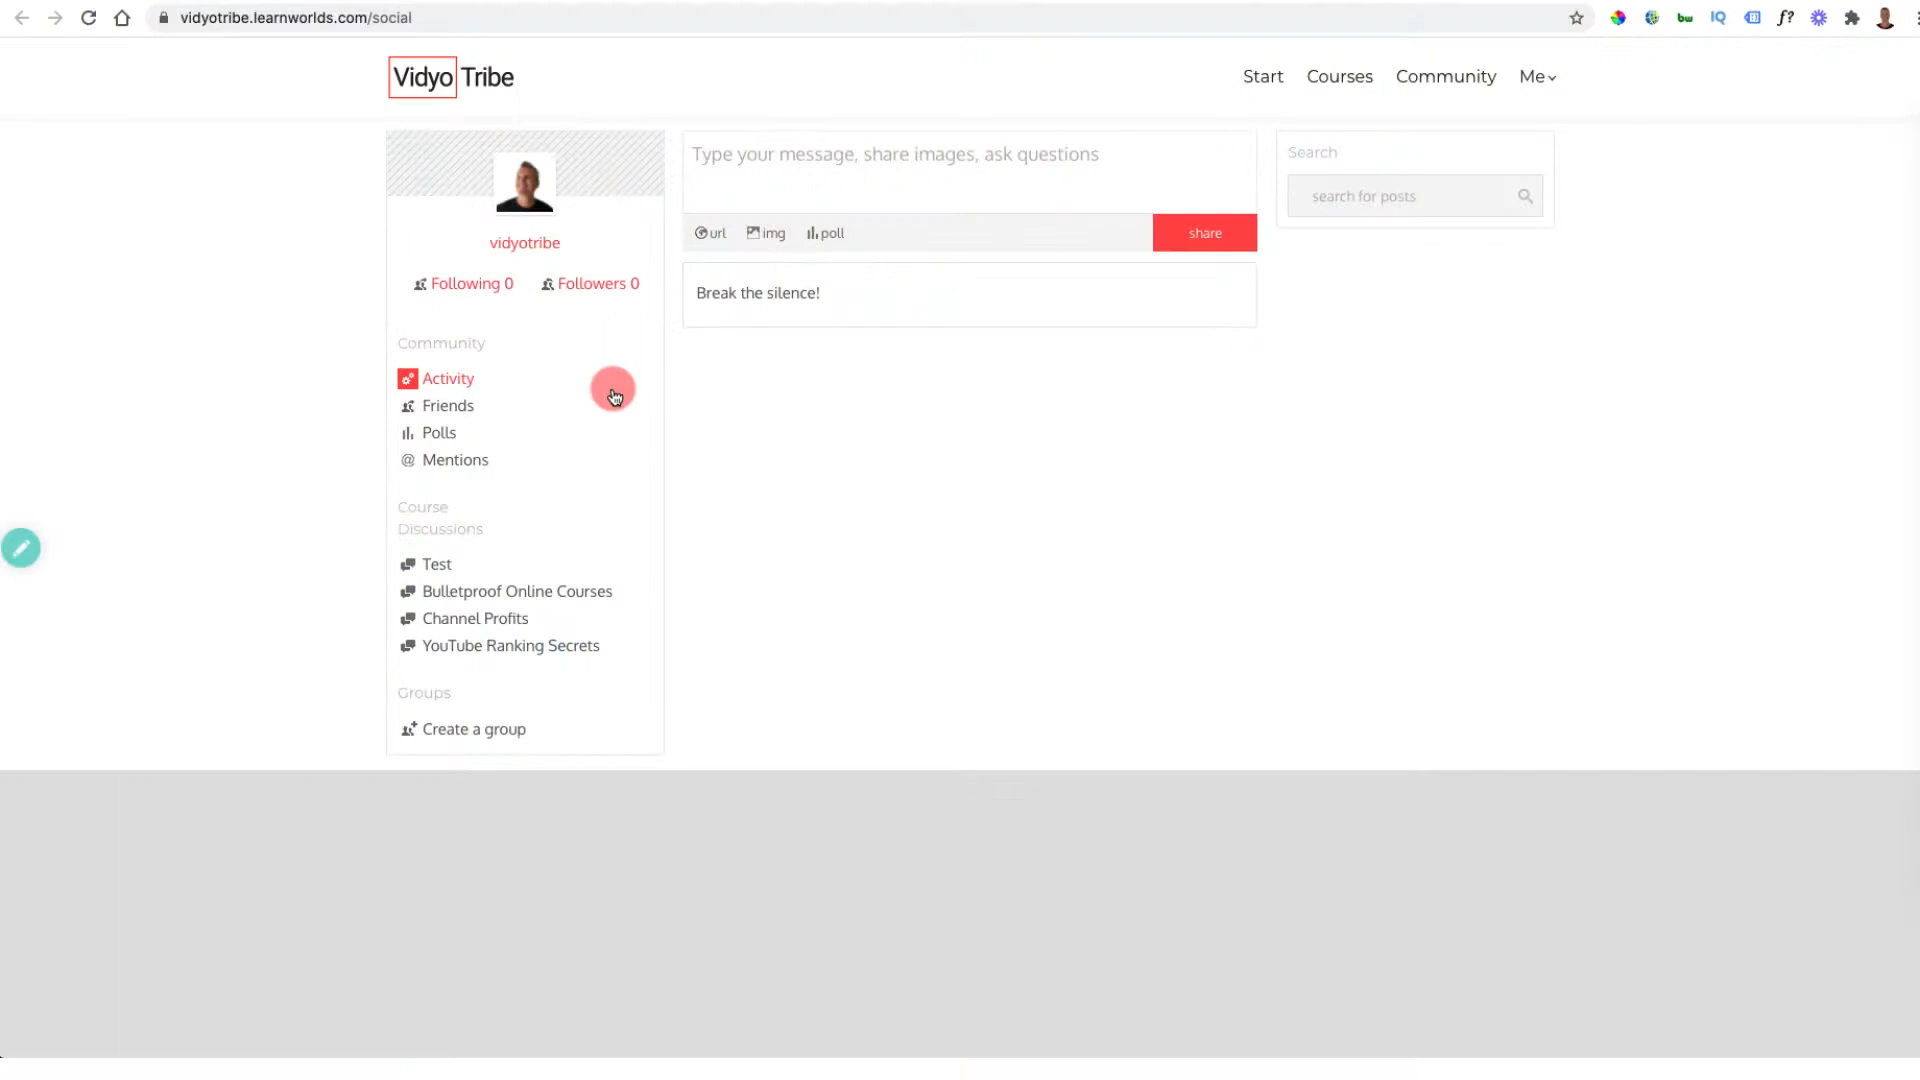 vidyotribe.learnworlds.com/social
Vidyo Tribe
Start
Courses
Community
Me
vidyotribe
Following 0
Followers 0
Community
Activity
Friends
Polls
@ Mentions
Course
Discussions
Test
Bulletproof Online Courses
Channel Profits
YouTube Ranking Secrets
Groups
Create a group
Type your message, share images, ask questions
url
img
poll
share
Break the silence!
Search
search for posts
bw
IQ
f?